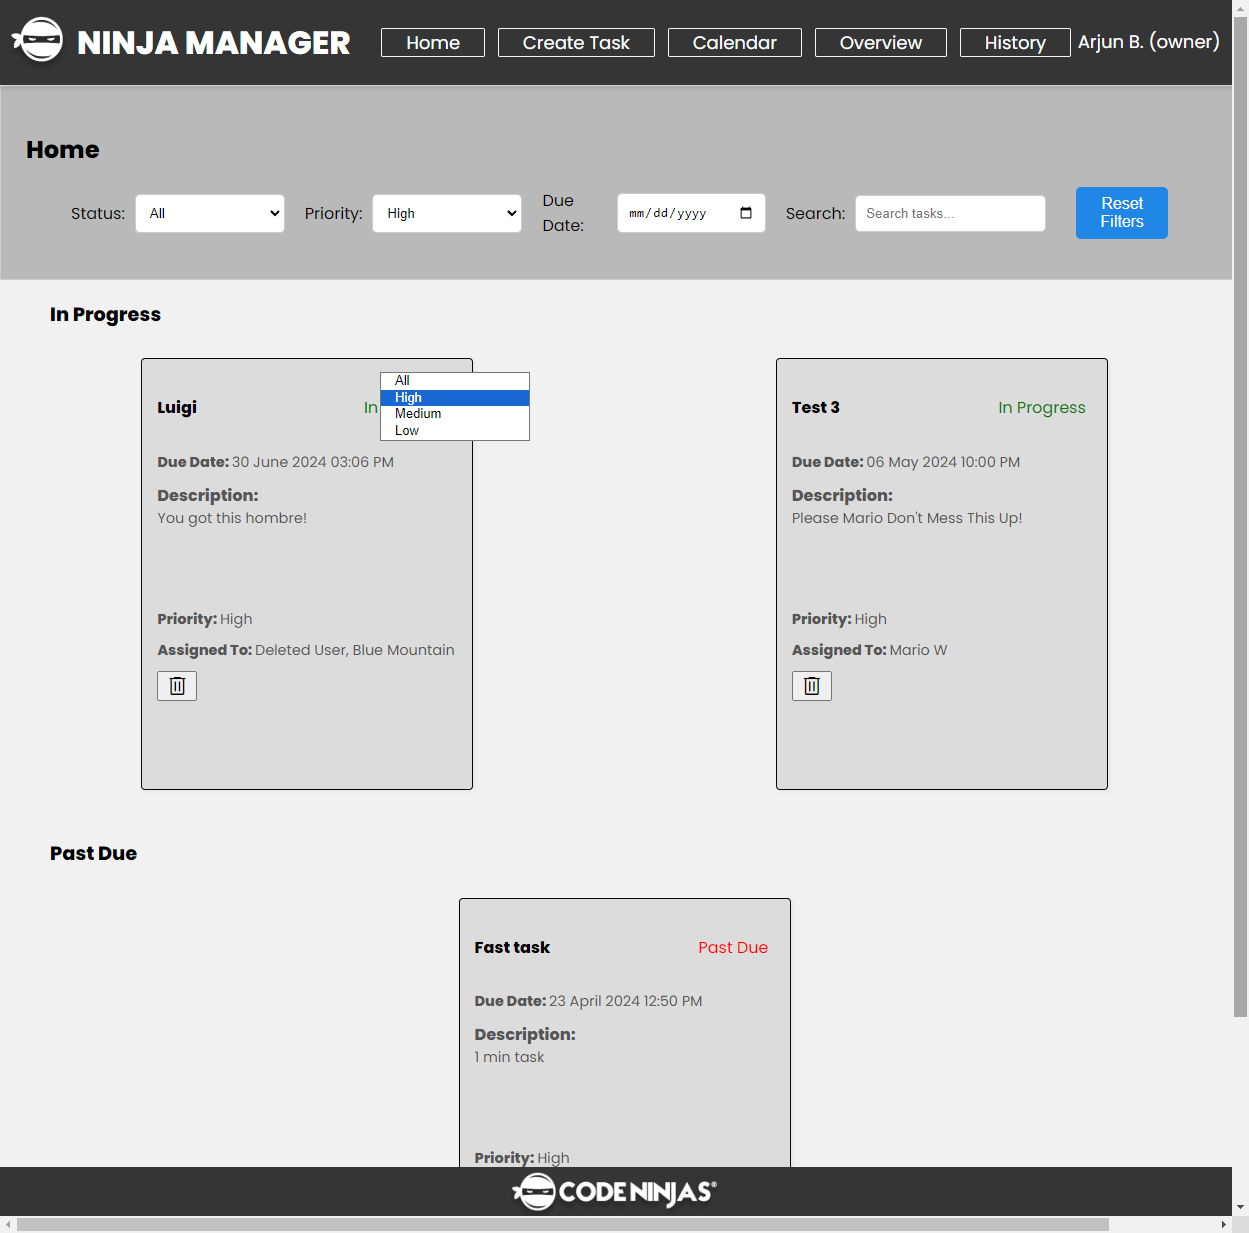 NINJA MANAGER
Home
Create Task
Calendar
Overview
History
Arjun B. (owner)
Home
Status:
All
Priority:
High
Due
Date:
mm/dd/yyyy
Search:
Search tasks...
Reset
Filters
In Progress
All
High
Medium
Low
Luigi
In
Due Date: 30 June 2024 03:06 PM
Description:
You got this hombre!
Priority: High
Assigned To: Deleted User, Blue Mountain
Test 3
In Progress
Due Date: 06 May 2024 10:00 PM
Description:
Please Mario Don't Mess This Up!
Priority: High
Assigned To: Mario W
Past Due
Fast task
Past Due
Due Date: 23 April 2024 12:50 PM
Description:
1 min task
Priority: High
CODE NINJAS®